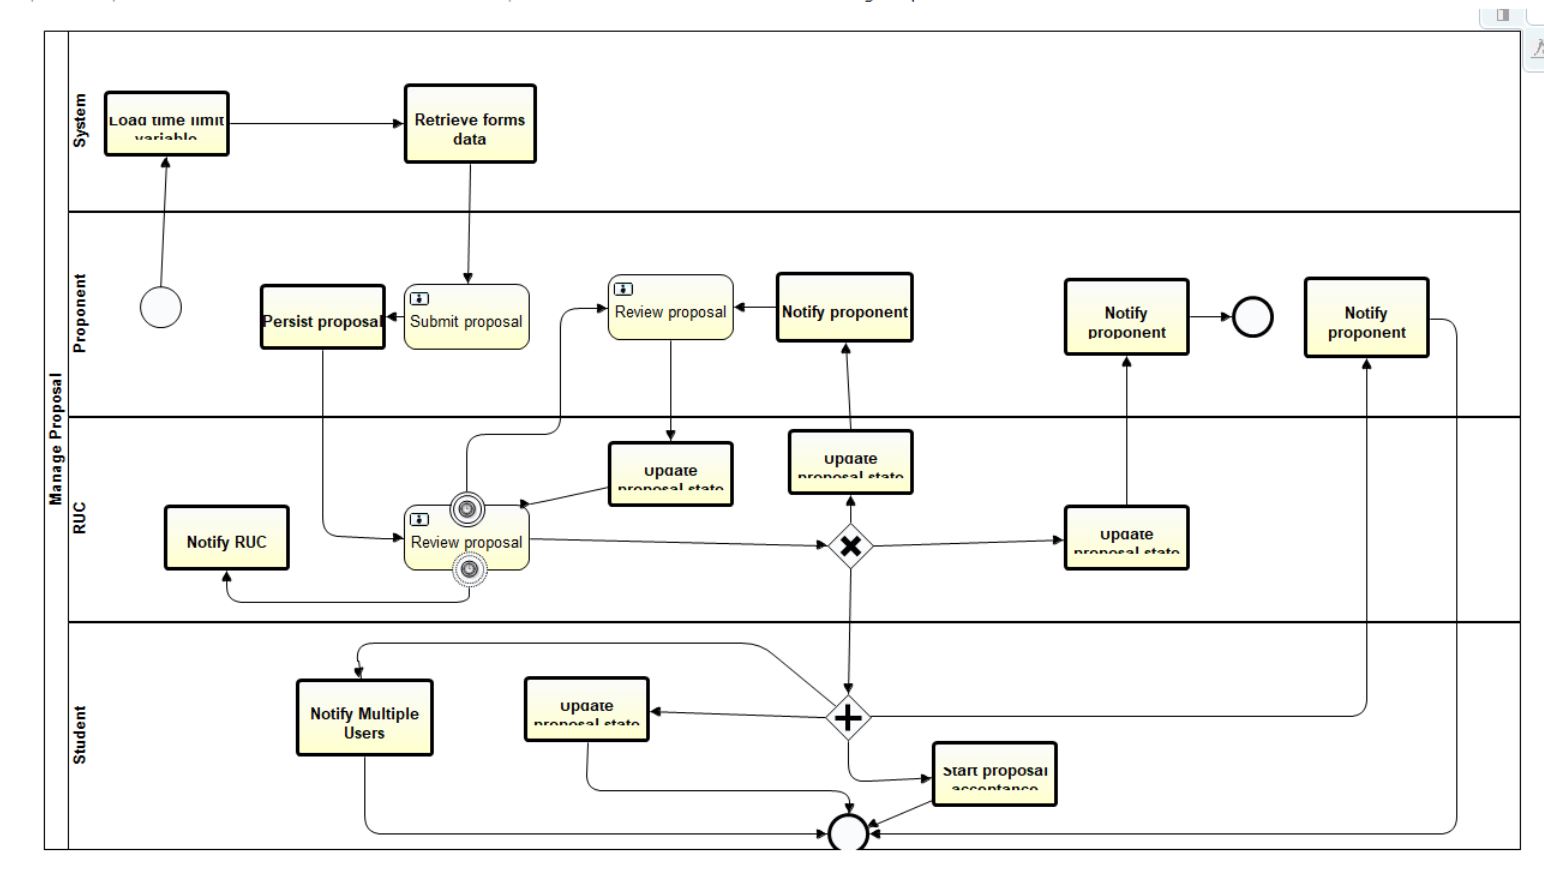 Manage Proposal
System
Load time limit
variable
Retrieve forms
data
Proponent
Persist proposal
Submit proposal
Review proposal
Notify proponent
Notify
proponent
Notify
proponent
RUC
Notify RUC
Review proposal
Update
proposal state
Update
proposal state
Update
proposal state
Student
Notify Multiple
Users
Update
proposal state
Start proposal
acceptance